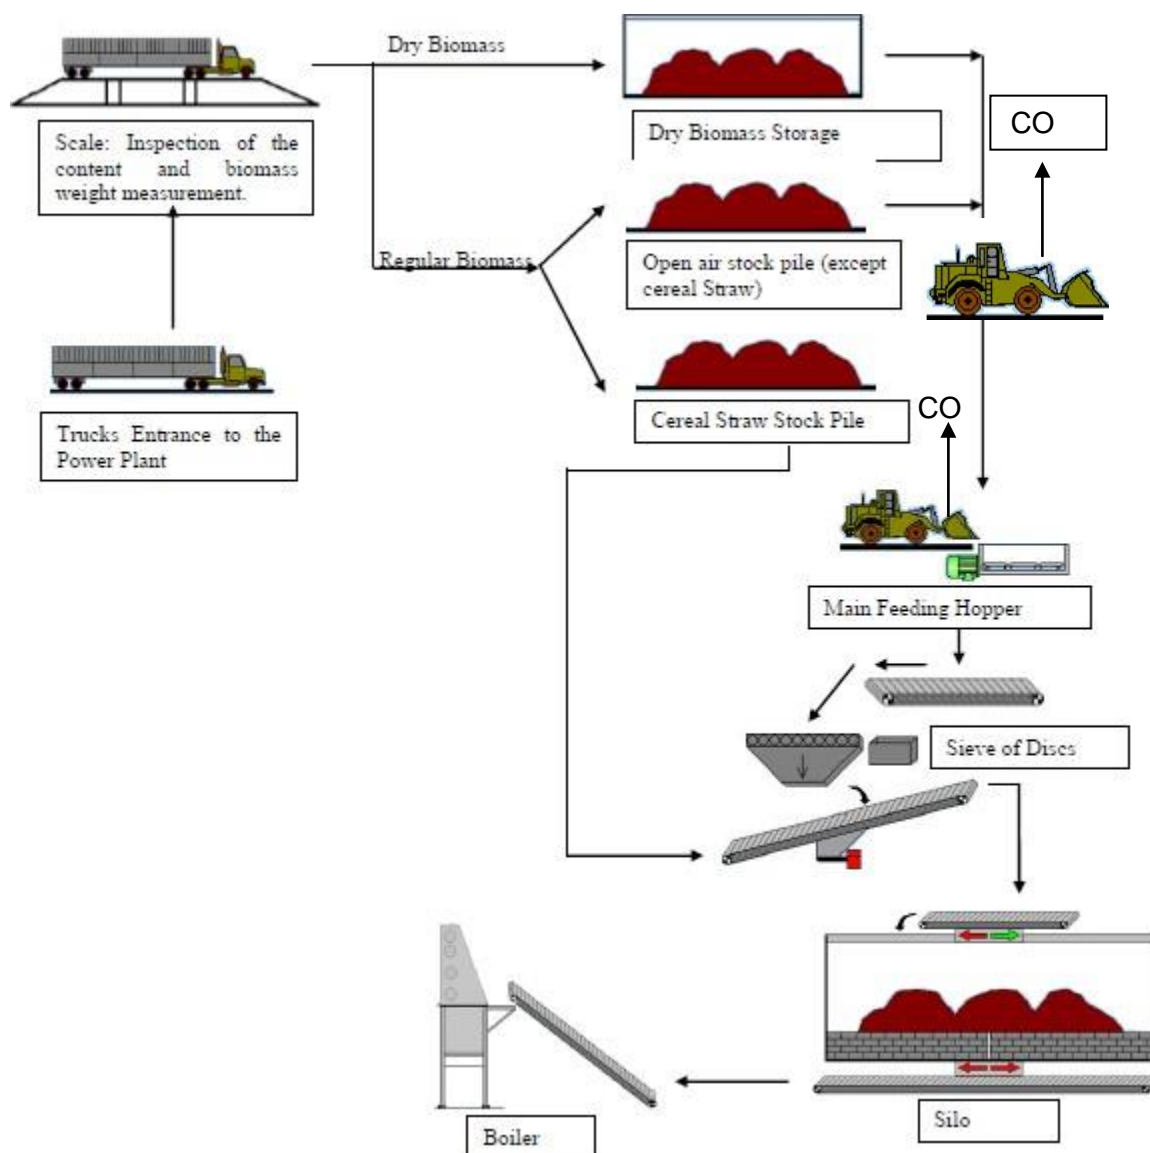 Dry Biomass
Scale: Inspection of the
content and biomass
weight measurement.
Dry Biomass Storage
CO
Regular Biomass
Open air stock pile (except
cereal Straw)
Trucks Entrance to the
Power Plant
Cereal Straw Stock Pile
CO
Main Feeding Hopper
Sieve of Discs
Silo
Boiler